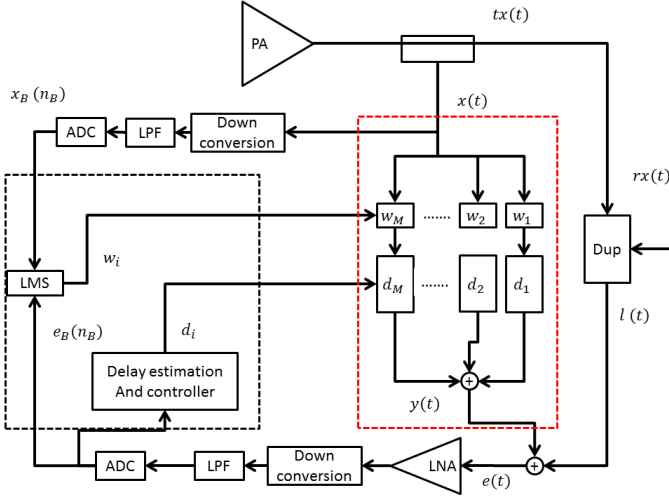 tx(t)
PA
x_B(n_B)
x(t)
ADC
LPF
Down
conversion
rx(t)
w_M
......
w_2
w_1
Dup
w_i
LMS
d_M
......
d_2
d_1
l(t)
e_B(n_B)
d_i
Delay estimation
And controller
+
y(t)
ADC
LPF
Down
conversion
LNA
e(t)
+